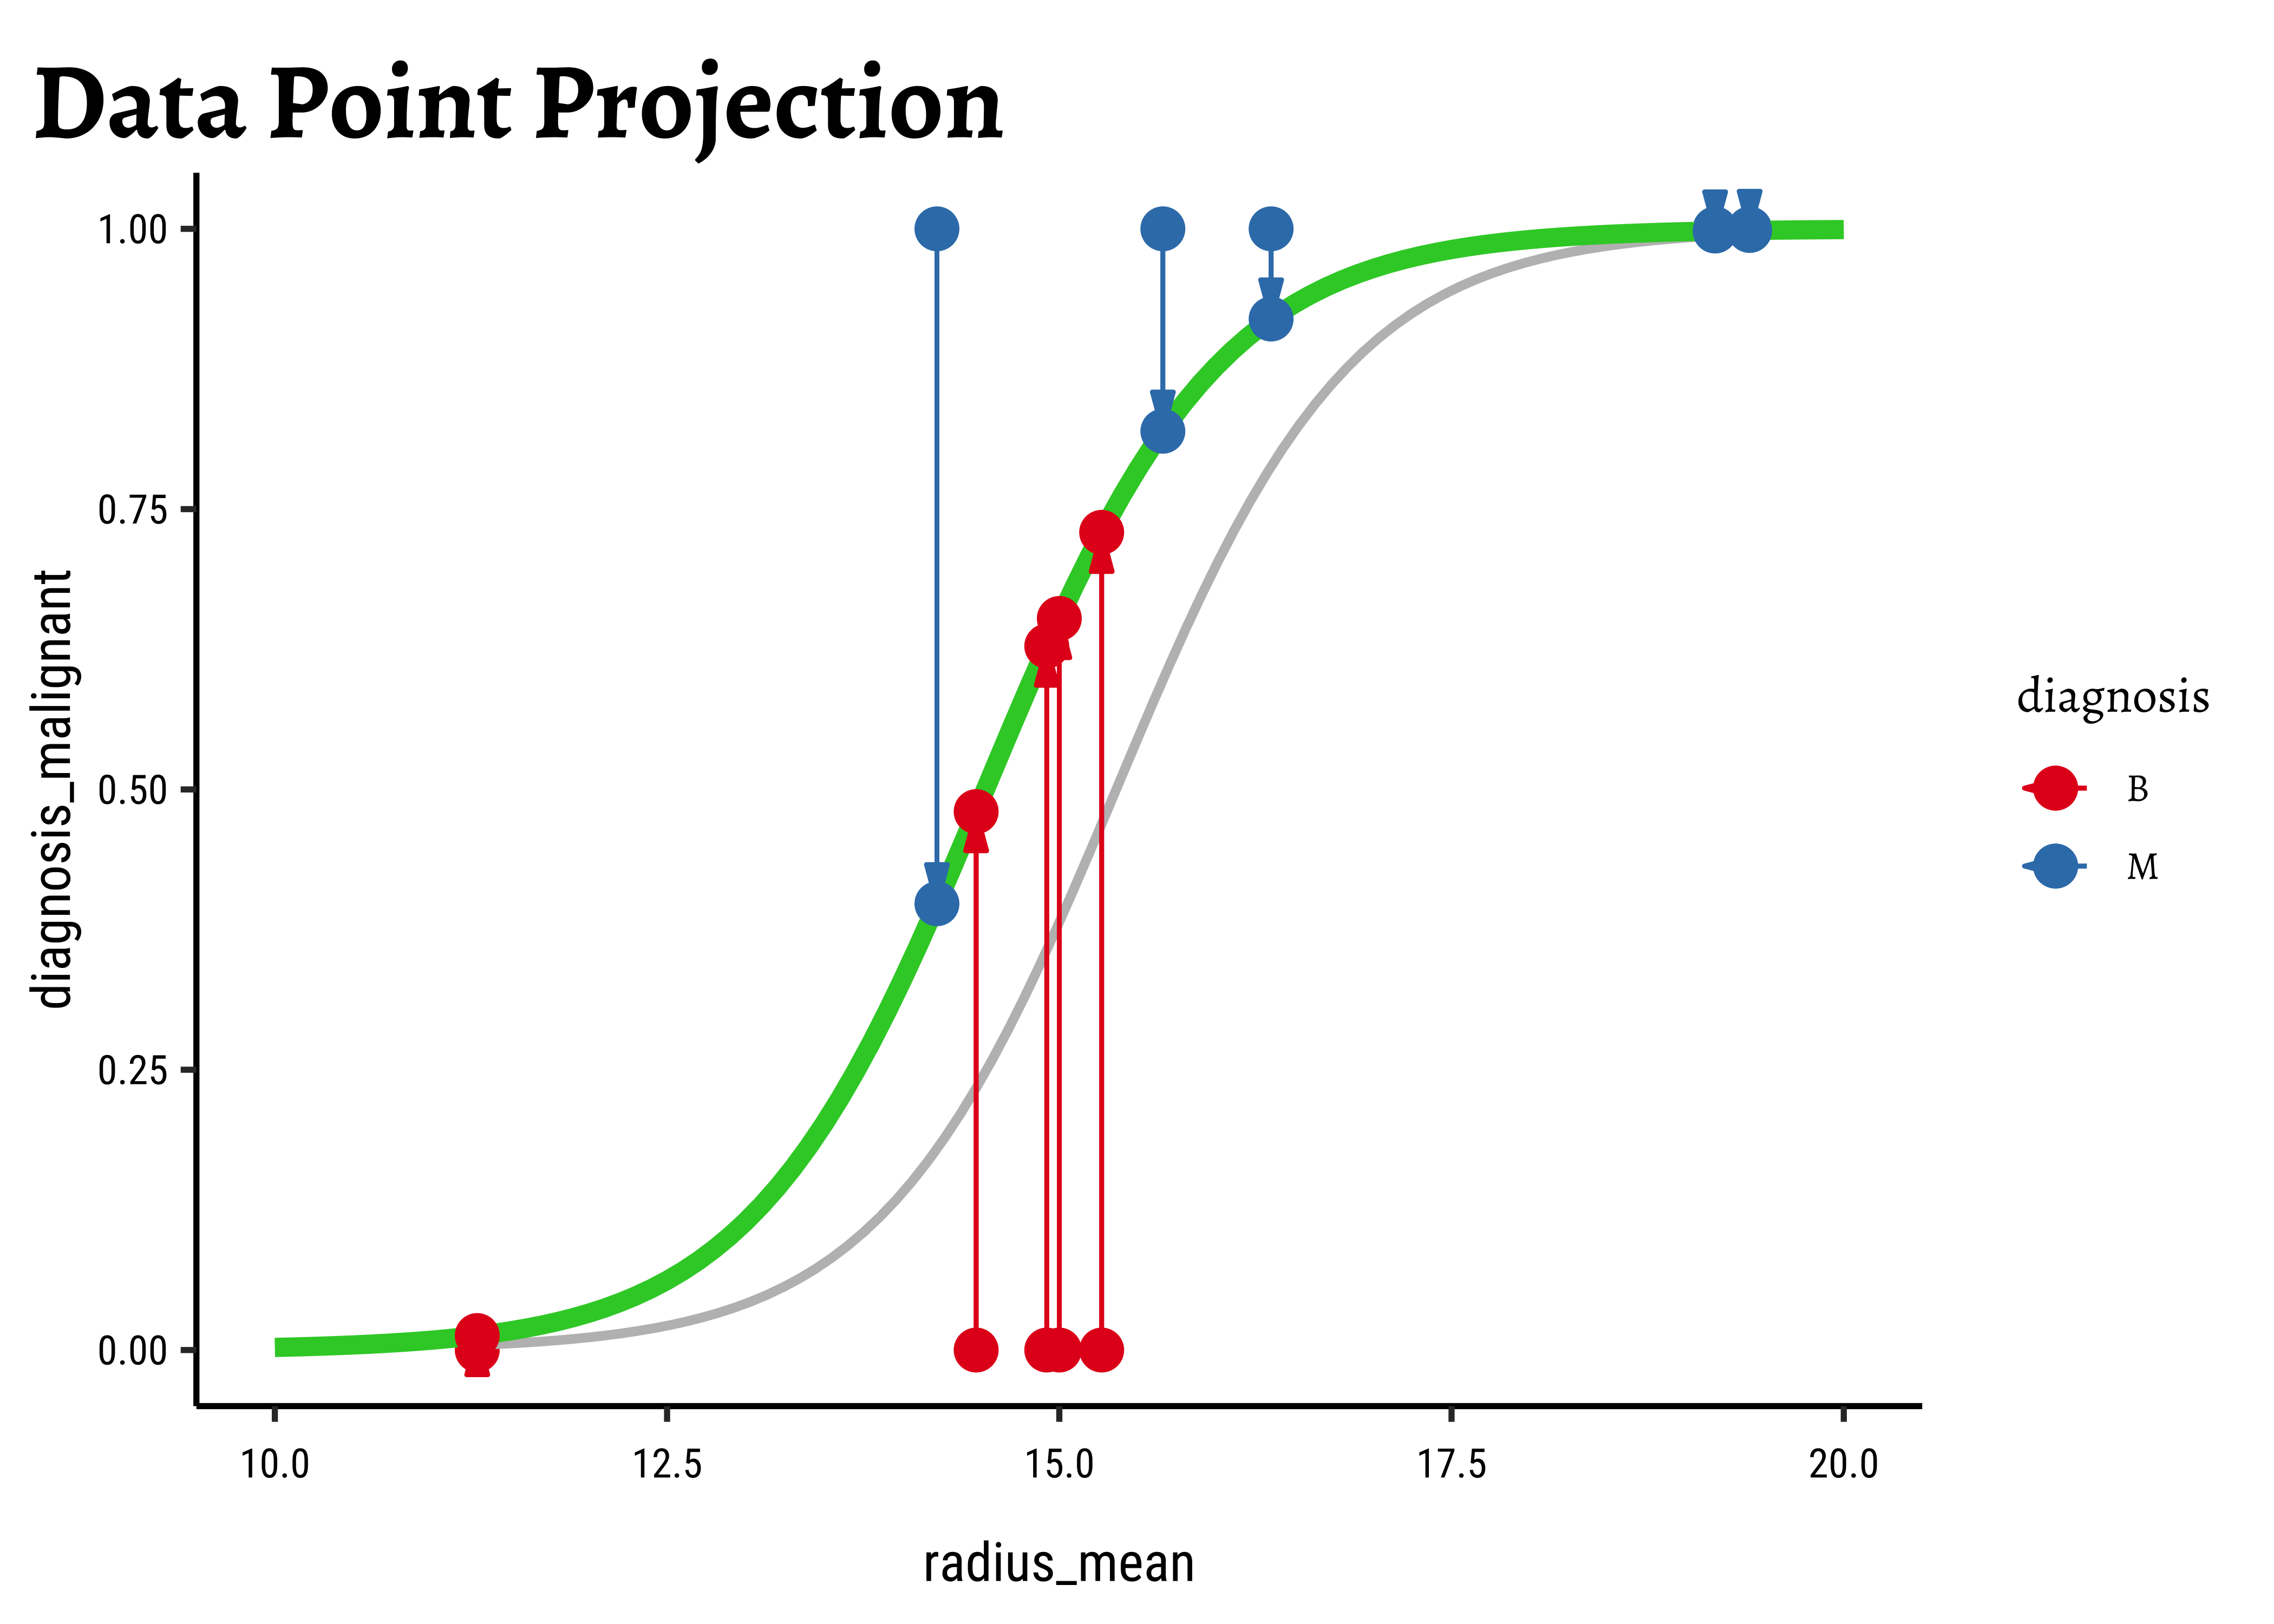 Data Point Projection
diagnosis_malignant
1.00
0.75
0.50
0.25
0.00
10.0 12.5 15.0 17.5 20.0
radius_mean
diagnosis
B
M